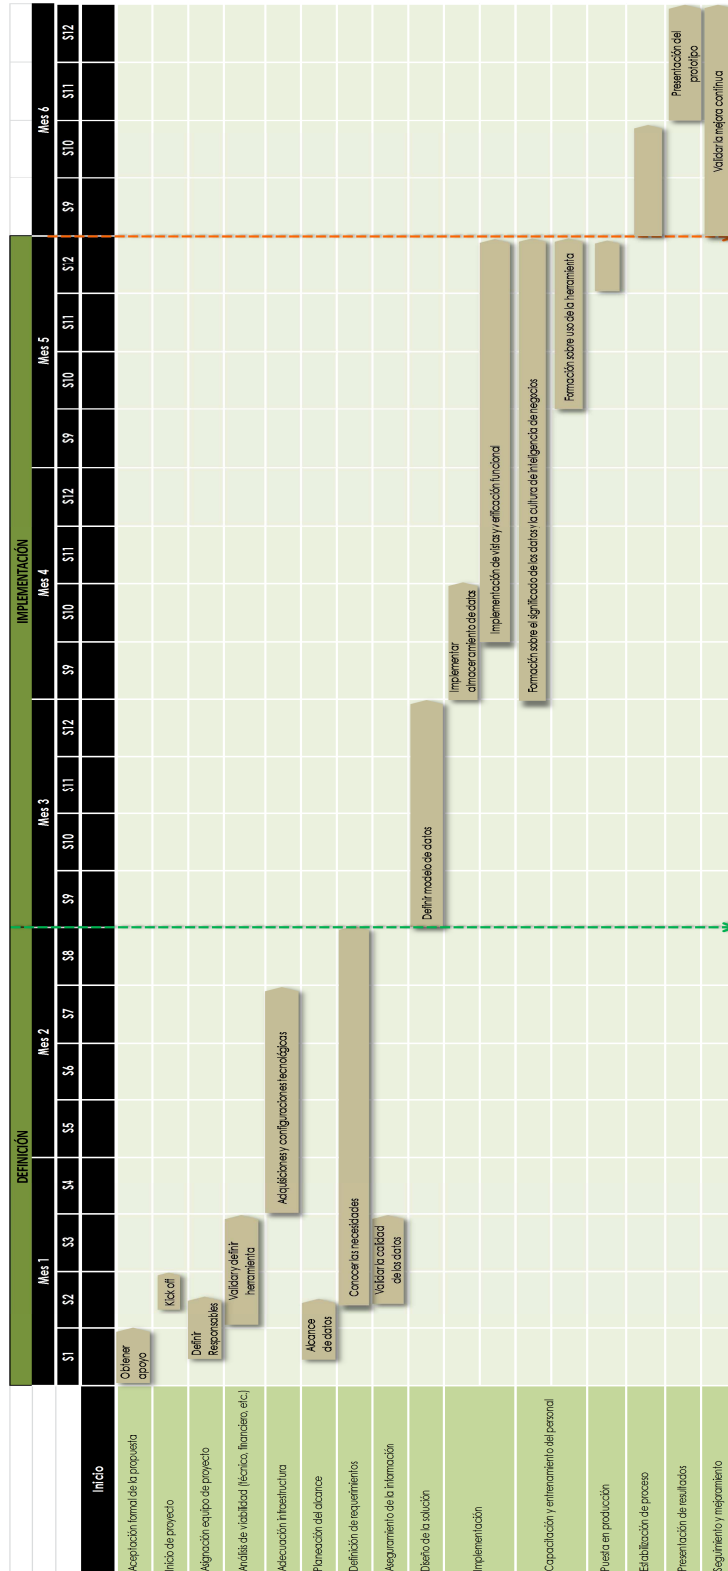 DEFINICIÓN
IMPLEMENTACIÓN
Mes 1
Mes 2
Mes 3
Mes 4
Mes 5
Mes 6
S1
S2
S3
S4
S5
S6
S7
S8
S9
S10
S11
S12
S9
S10
S11
S12
S9
S10
S11
S12
S9
S10
S11
S12
Inicio
Aceptación formal de la propuesta
Obtener
apoyo
Inicio de proyecto
Kick off
Asignación equipo de proyecto
Definir
Responsables
Análisis de viabilidad (técnico, financiero, etc.)
Validar y definir
herramienta
Adecuación infraestructura
Adquisiciones y configuraciones tecnológicas
Planeación del alcance
Alcance
de datos
Definición de requerimientos
Conocer las necesidades
Aseguramiento de la información
Validar la calidad
de los datos
Diseño de la solución
Definir modelo de datos
Implementación
Implementar
almaceramiento de datos
Implementación de vistas y verificación funcional
Capacitación y entrenamiento del personal
Formación sobre el significado de los datos y la cultura de inteligencia de negocios
Formación sobre uso de la herramienta
Puesta en producción
Estabilización de proceso
Presentación de resultados
Presentación del
prototipo
Seguimiento y mejoramiento
Validar la mejora continua